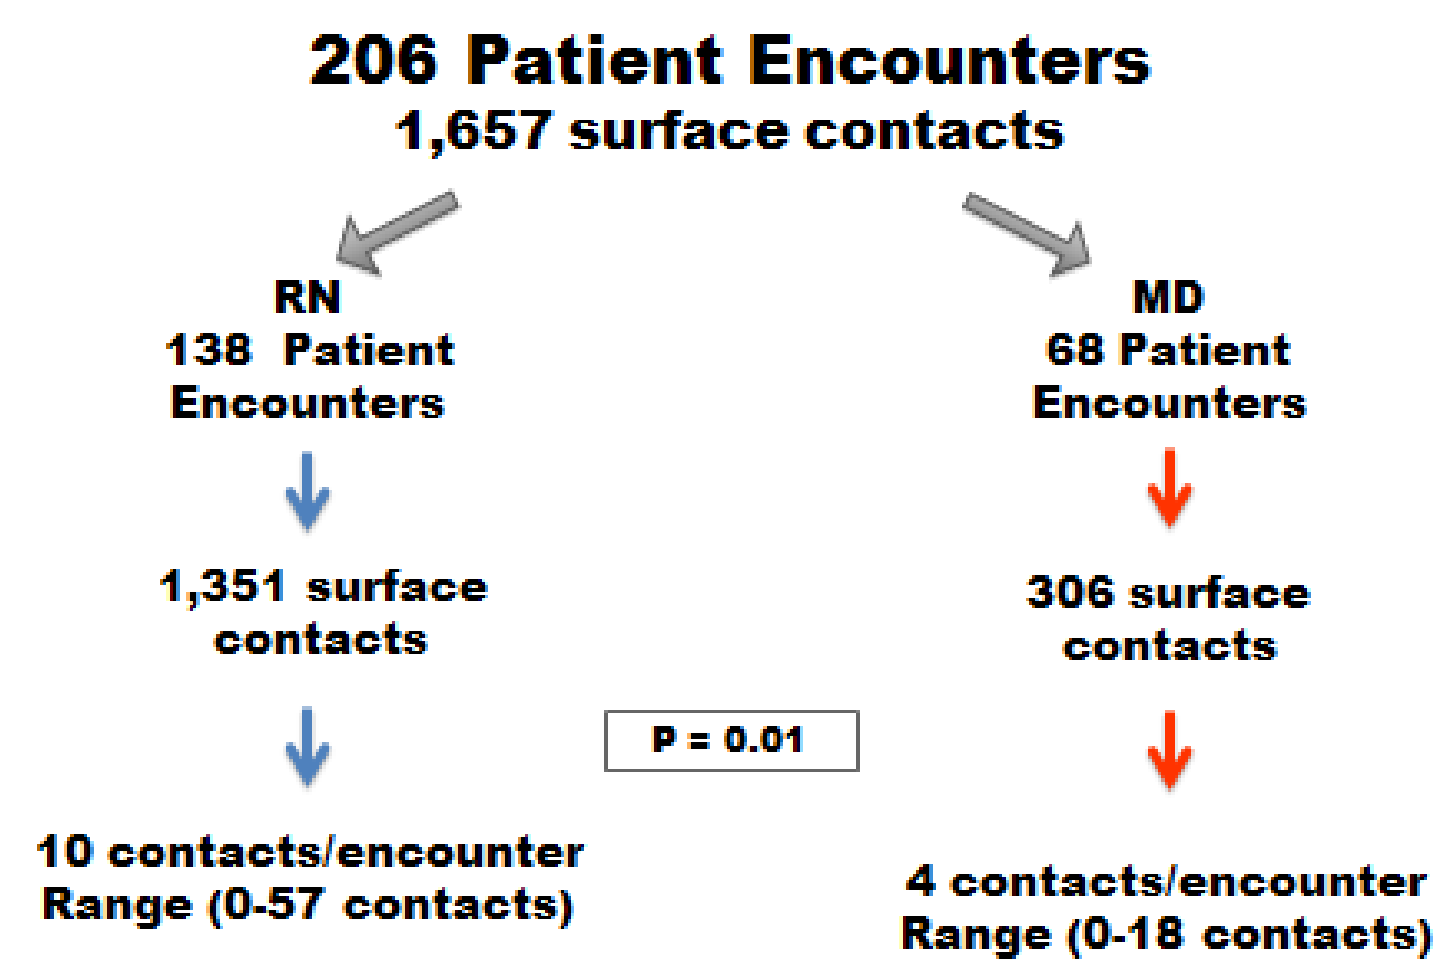 206 Patient Encounters
1,657 surface contacts
RN
138 Patient
Encounters
1,351 surface
contacts
10 contacts/encounter
Range (0-57 contacts)
MD
68 Patient
Encounters
306 surface
contacts
4 contacts/encounter
Range (0-18 contacts)
P = 0.01